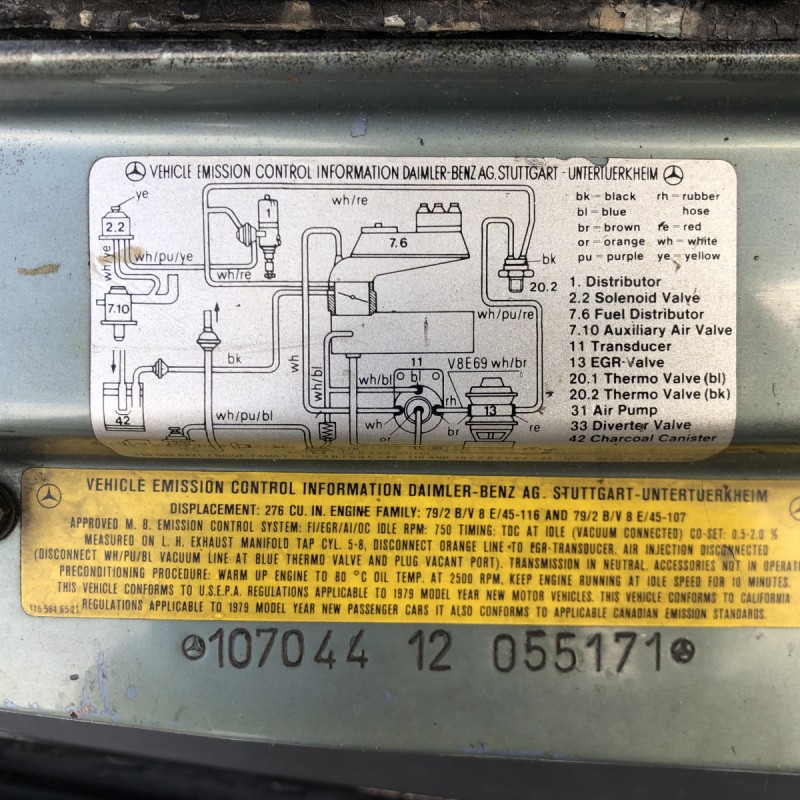 VEHICLE EMISSION CONTROL INFORMATION DAIMLER-BENZ AG. STUTTGART - UNTERTUERKHEIM
ye
2.2
wh/ye
wh/pu/ye
7.10
42
wh/re
1
wh/re
7.6
bk
20.2
wh/pu/re
bk
wh
wh/bl
wh/pu/bl
11
wh/bl
bl
V8E69
wh/br
rh
13
wh
or
br
re
bk = black rh = rubber
bl = blue hose
br = brown re = red
or = orange wh = white
pu = purple ye = yellow
1. Distributor
2.2 Solenoid Valve
7.6 Fuel Distributor
7.10 Auxiliary Air Valve
11 Transducer
13 EGR-Valve
20.1 Thermo Valve (bl)
20.2 Thermo Valve (bk)
31 Air Pump
33 Diverter Valve
42 Charcoal Canister
VEHICLE EMISSION CONTROL INFORMATION DAIMLER-BENZ AG. STUTTGART-UNTERTUERKHEIM
DISPLACEMENT: 276 CU. IN. ENGINE FAMILY: 79/2 B/V 8 E/45-116 AND 79/2 B/V 8 E/45-107
APPROVED M. B. EMISSION CONTROL SYSTEM: FI/EGR/AI/OC IDLE RPM: 750 TIMING: TDC AT IDLE (VACUUM CONNECTED) CO-SET: 0.5-2.0 %
MEASURED ON L. H. EXHAUST MANIFOLD TAP CYL. 5-8, DISCONNECT ORANGE LINE TO EGR-TRANSDUCER. AIR INJECTION DISCONNECTED
(DISCONNECT WH/PU/BL VACUUM LINE AT BLUE THERMO VALVE AND PLUG VACANT PORT). TRANSMISSION IN NEUTRAL. ACCESSORIES NOT IN OPERAT
PRECONDITIONING PROCEDURE: WARM UP ENGINE TO 80 °C OIL TEMP. AT 2500 RPM. KEEP ENGINE RUNNING AT IDLE SPEED FOR 10 MINUTES.
THIS VEHICLE CONFORMS TO U.S.E.P.A. REGULATIONS APPLICABLE TO 1979 MODEL YEAR NEW MOTOR VEHICLES. THIS VEHICLE CONFORMS TO CALIFORNIA
REGULATIONS APPLICABLE TO 1979 MODEL YEAR NEW PASSENGER CARS IT ALSO CONFORMS TO APPLICABLE CANADIAN EMISSION STANDARDS.
107044 12 055171